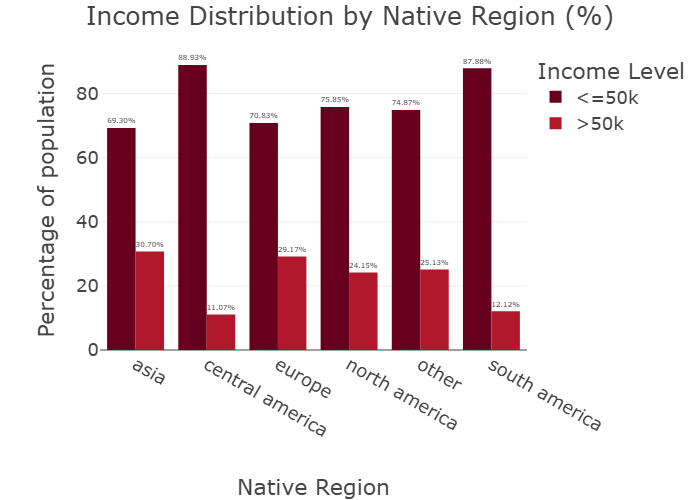 Income Distribution by Native Region (%)
Income Level
<=50k
>50k
Percentage of population
80
60
40
20
0
69.30%
30.70%
88.93%
11.07%
70.83%
29.17%
75.85%
24.15%
74.87%
25.13%
87.88%
12.12%
asia
central america
europe
north america
other
south america
Native Region